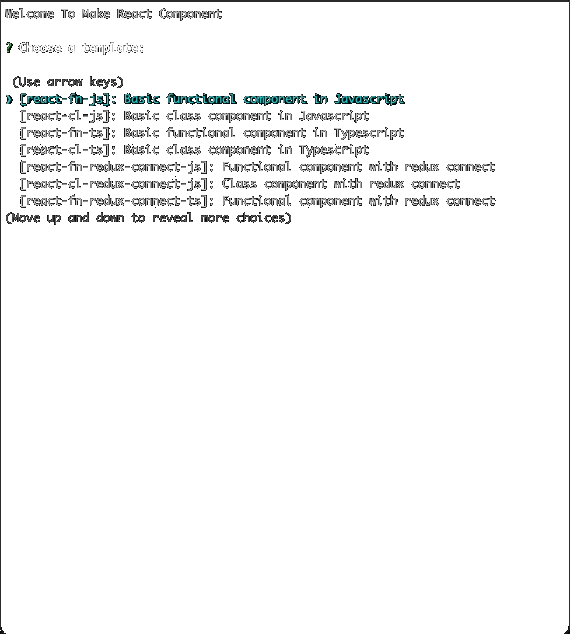 Welcome To Make React Component
? Choose a template:
(Use arrow keys)
❯ [react-fn-js]: Basic functional component in Javascript
[react-cl-js]: Basic class component in Javascript
[react-fn-ts]: Basic functional component in Typescript
[react-cl-ts]: Basic class component in Typescript
[react-fn-redux-connect-js]: Functional component with redux connect
[react-cl-redux-connect-js]: Class component with redux connect
[react-fn-redux-connect-ts]: Functional component with redux connect
(Move up and down to reveal more choices)